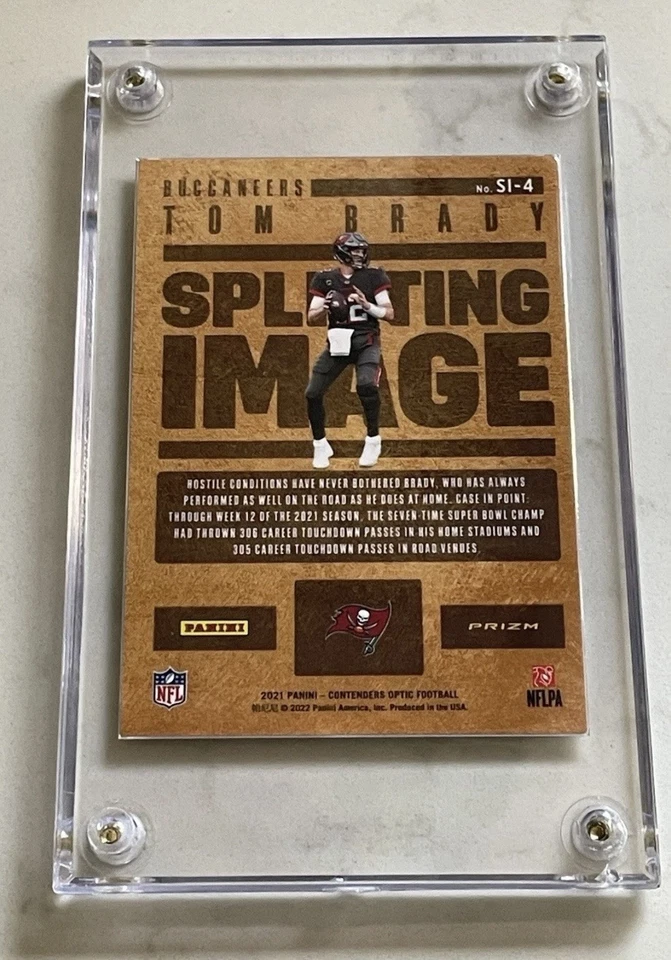 BUCCANEERS No. SI-4
TOM BRADY
SPLITTING
IMAGE
HOSTILE CONDITIONS HAVE NEVER BOTHERED BRADY, WHO HAS ALWAYS
PERFORMED AS WELL ON THE ROAD AS HE DOES AT HOME. CASE IN POINT:
THROUGH WEEK 12 OF THE 2021 SEASON, THE SEVEN-TIME SUPER BOWL CHAMP
HAD THROWN 306 CAREER TOUCHDOWN PASSES IN HIS HOME STADIUMS AND
305 CAREER TOUCHDOWN PASSES IN ROAD VENUES.
PANINI
PRIZM
NFL
NFLPA
2021 PANINI – CONTENDERS OPTIC FOOTBALL
帕尼尼 © 2022 Panini America, Inc. Produced in the USA.